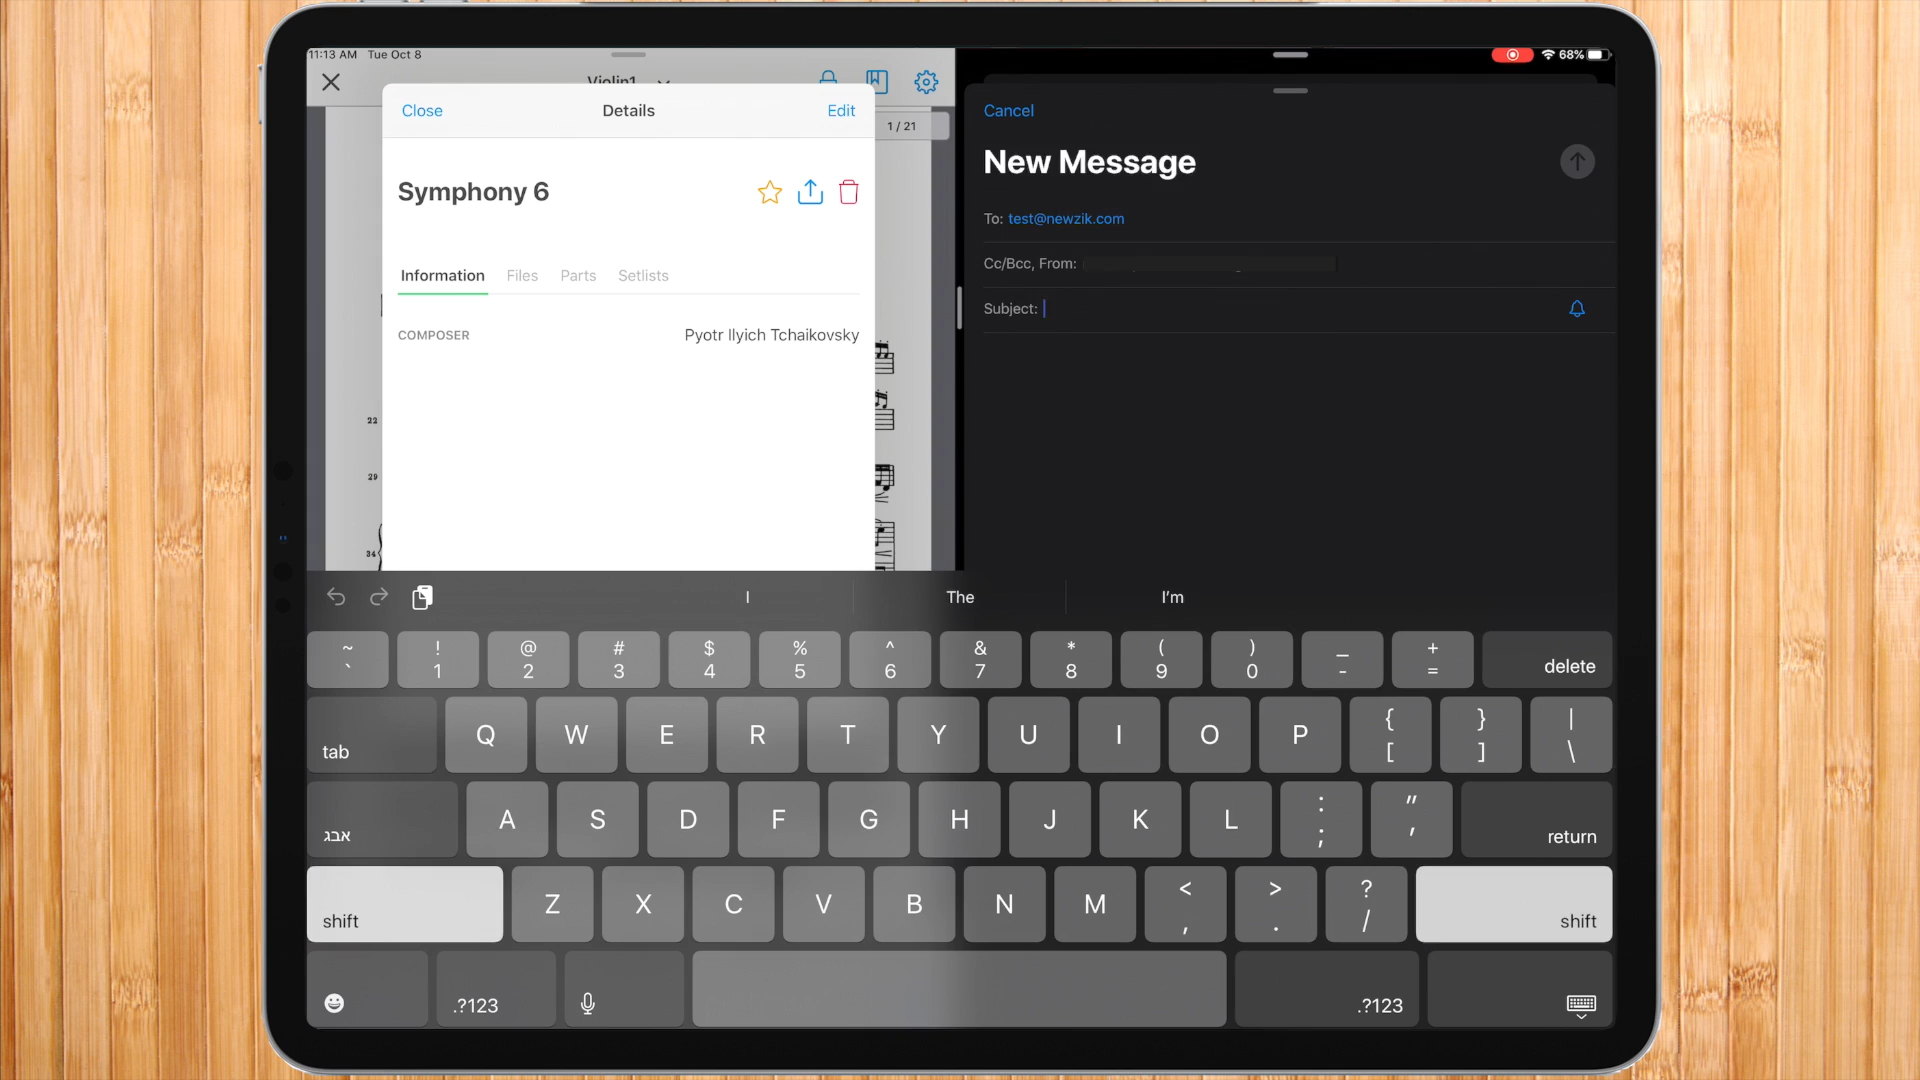 11:13 AM Tue Oct 8
68%
Violin1
Close
Details
Edit
1 / 21
Symphony 6
Information
Files
Parts
Setlists
COMPOSER
Pyotr Ilyich Tchaikovsky
22
29
34
Cancel
New Message
To: test@newzik.com
Cc/Bcc, From:
Subject:
I
The
I'm
~ ! @ # $ % ^ & * ( ) _ +
` 1 2 3 4 5 6 7 8 9 0 - = delete
tab Q W E R T Y U I O P { [ } ] | \
אבג A S D F G H J K L : ; " ' return
shift Z X C V B N M < , > . ? / shift
.?123 .?123